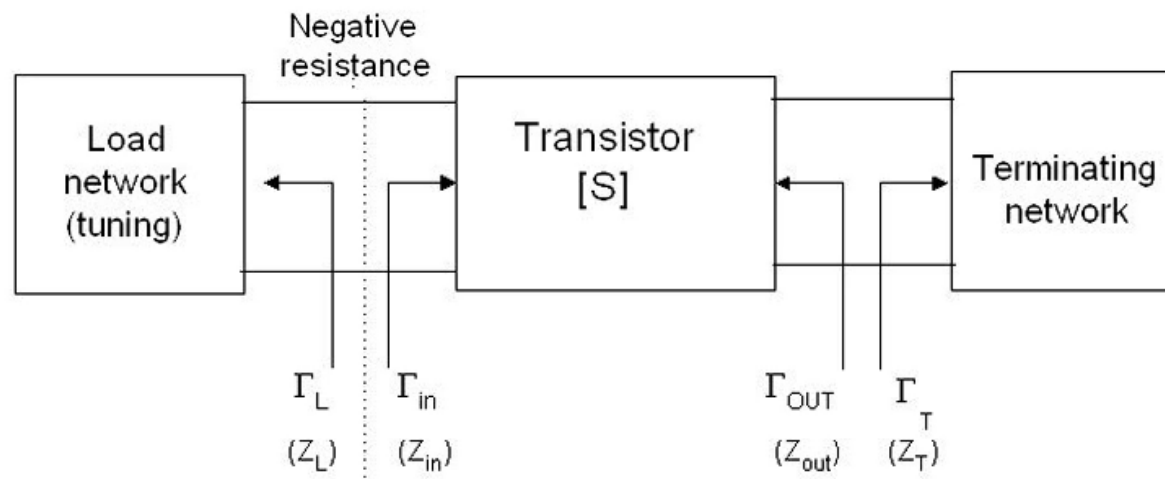 Negative
resistance
Load
network
(tuning)
Transistor
[S]
Terminating
network
Γ_L
Γ_in
Γ_OUT
Γ_T
(Z_L)
(Z_in)
(Z_out)
(Z_T)